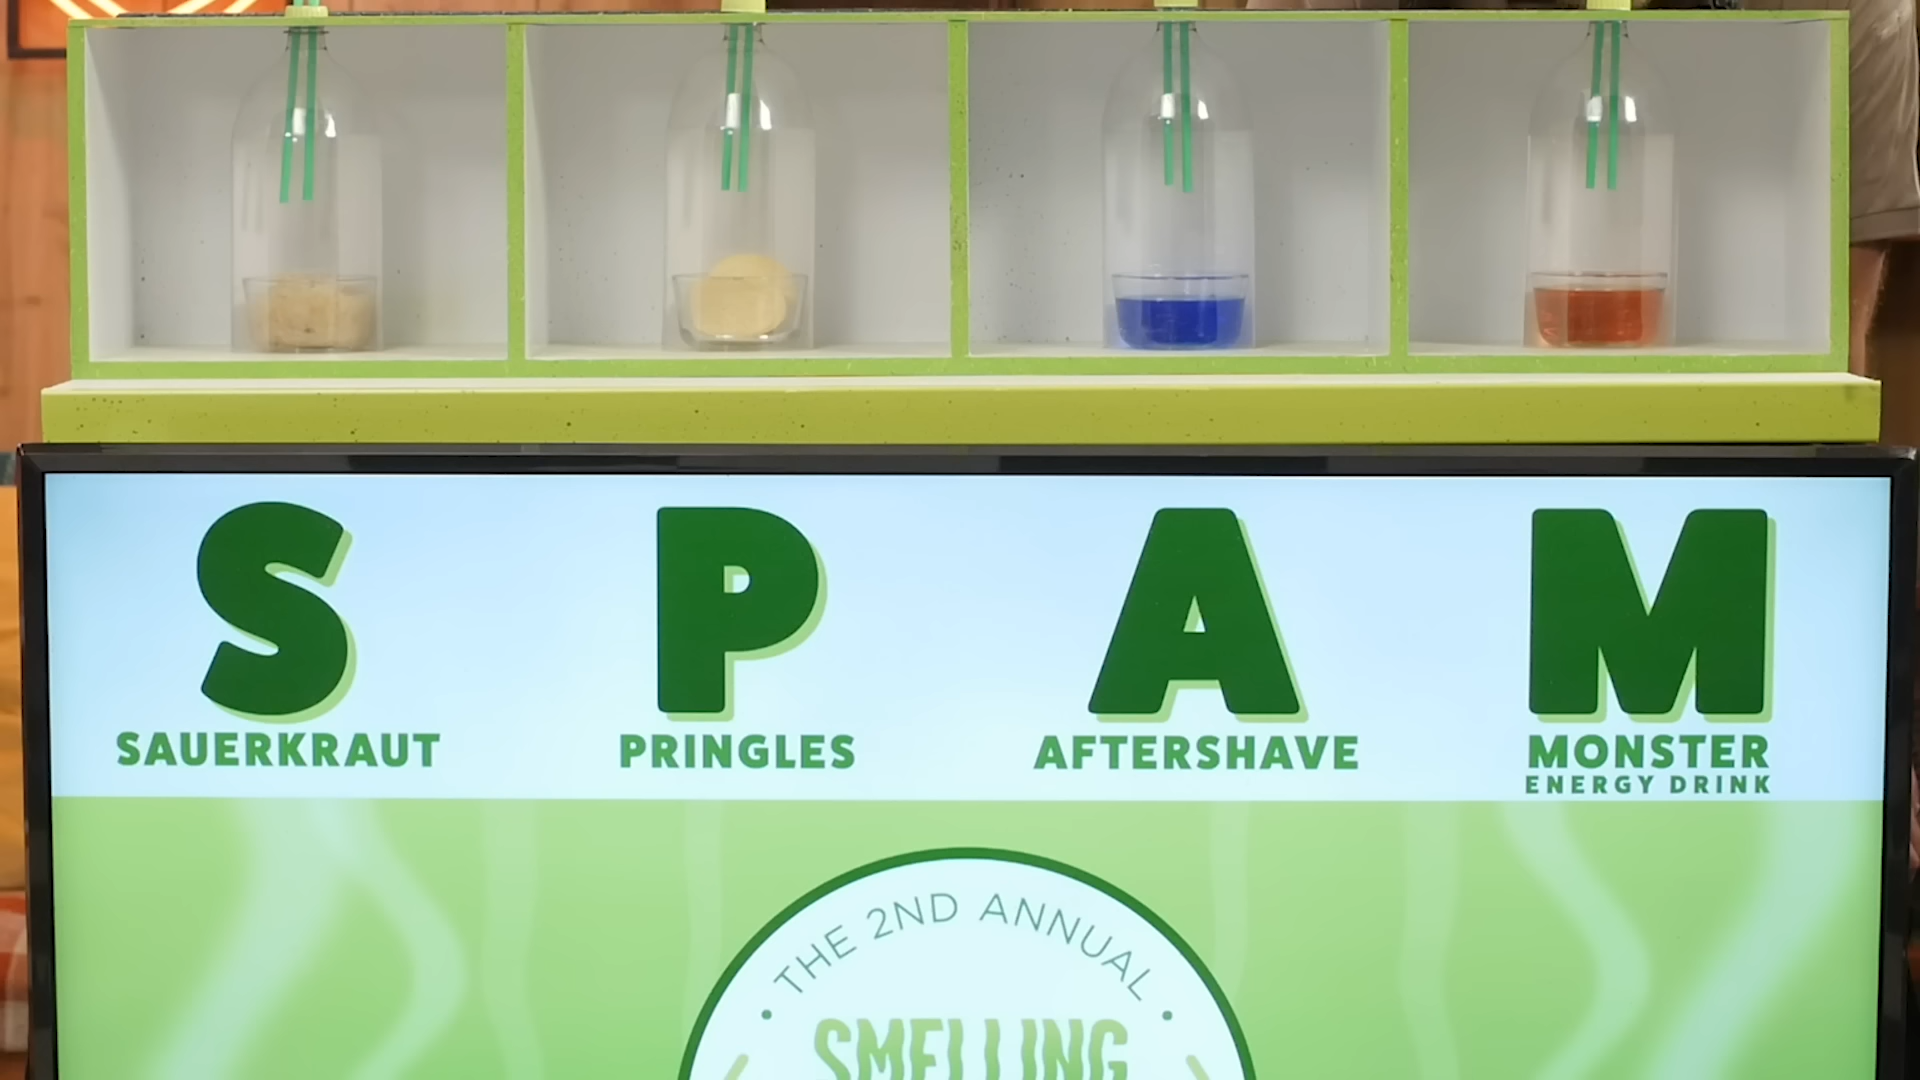 S P A M
SAUERKRAUT PRINGLES AFTERSHAVE MONSTER
ENERGY DRINK
• THE 2ND ANNUAL •
SMELLING